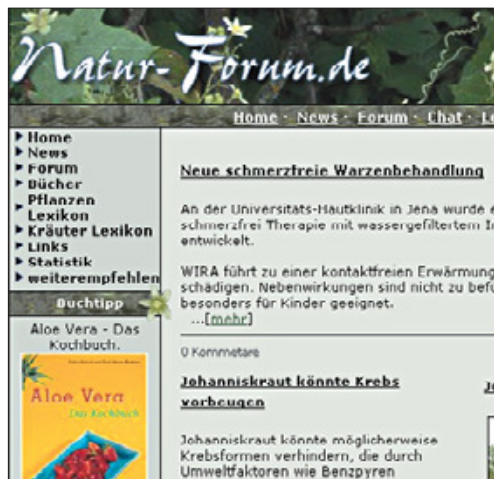 Natur-Forum.de
Home · News · Forum · Chat ·
Home
News
Forum
Bücher
Pflanzen
Lexikon
Kräuter Lexikon
Links
Statistik
weiterempfehlen
Buchtipp
Aloe Vera - Das
Kochbuch.
Aloe Vera
Das Kochbuch
Neue schmerzfreie Warzenbehandlung
An der Universitäts-Hautklinik in Jena wurde
schmerzfrei Therapie mit wassergefiltertem
entwickelt.
WIRA führt zu einer kontaktfreien Erwärmung
schädigen. Nebenwirkungen sind nicht zu
besonders für Kinder geeignet.
...[mehr]
0 Kommetare
Johanniskraut könnte Krebs
vorbeugen
Johanniskraut könnte möglicherweise
Krebsformen verhindern, die durch
Umweltfaktoren wie Benzpyren